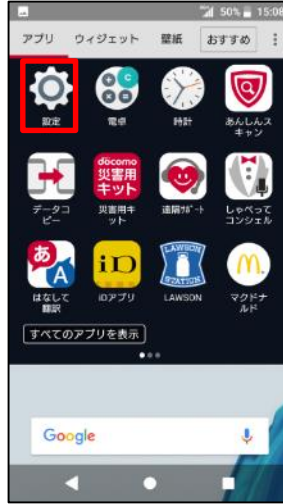 50% 15:08
アプリ ウィジェット 壁紙 おすすめ
設定 電卓 時計 あんしんス
キャン
docomo
災害用
キット
データコ
ピー 災害用キ
ット 遠隔ｻﾎﾟｰﾄ しゃべって
コンシェル
あ
A
iD
LAWSON
STATION
はなして
翻訳 iDアプリ LAWSON マクドナ
ルド
すべてのアプリを表示
Google